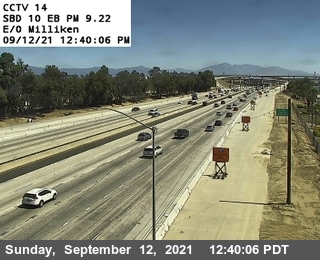 CCTV 14
SBD 10 EB PM 9.22
E/O Milliken
09/12/21 12:40:06 PM
Sunday, September 12, 2021 12:40:06 PDT